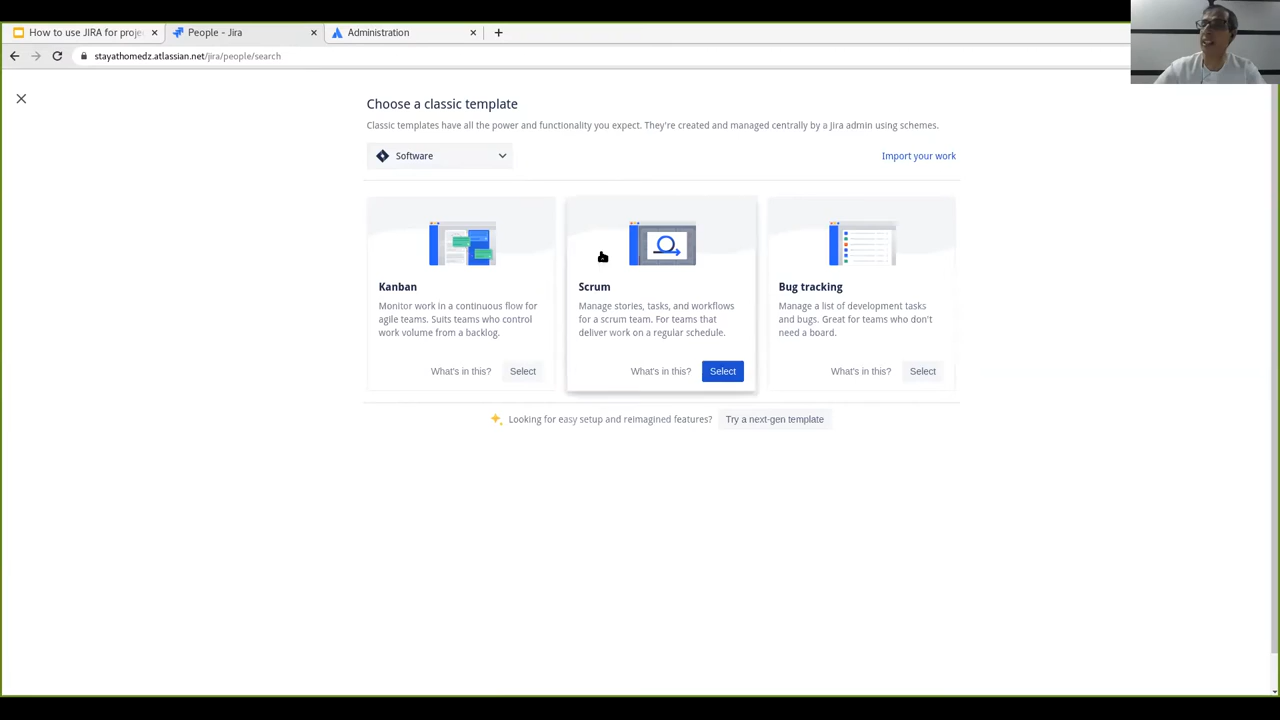 How to use JIRA for proje
People - Jira
Administration
stayathomedz.atlassian.net/jira/people/search
Choose a classic template
Classic templates have all the power and functionality you expect. They're created and managed centrally by a Jira admin using schemes.
Software
Import your work
Kanban
Monitor work in a continuous flow for
agile teams. Suits teams who control
work volume from a backlog.
What's in this?
Select
Scrum
Manage stories, tasks, and workflows
for a scrum team. For teams that
deliver work on a regular schedule.
What's in this?
Select
Bug tracking
Manage a list of development tasks
and bugs. Great for teams who don't
need a board.
What's in this?
Select
Looking for easy setup and reimagined features?
Try a next-gen template